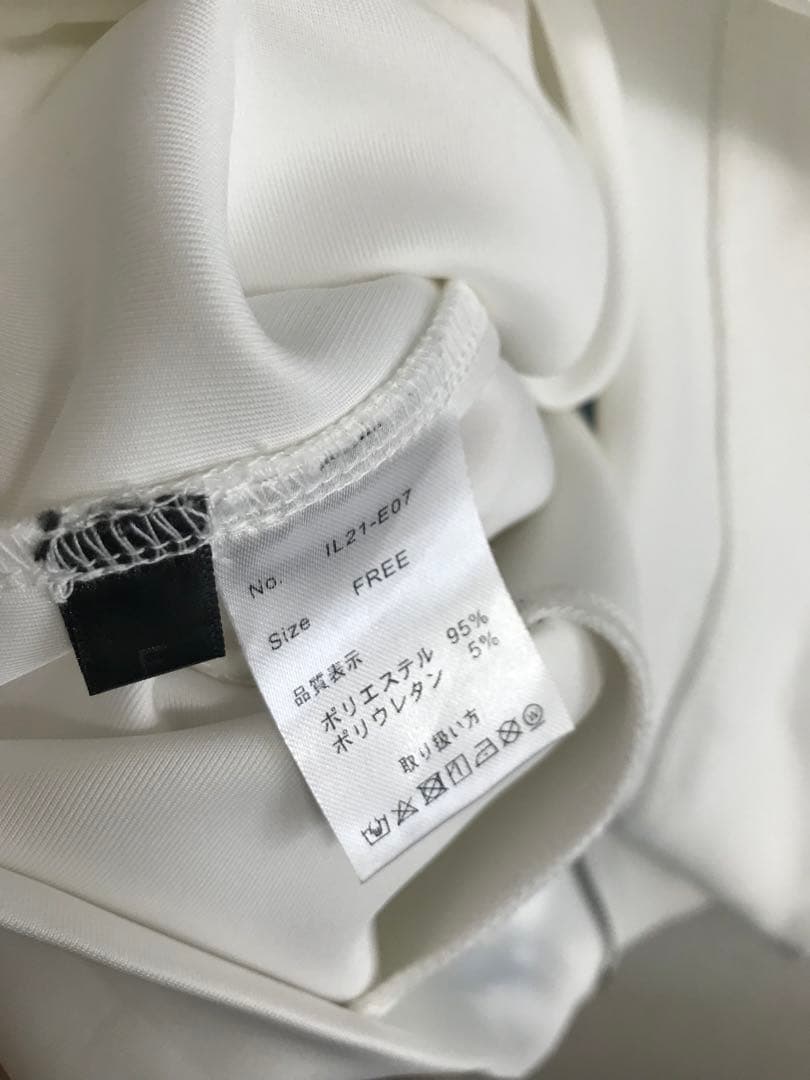 No. IL21-E07
Size FREE
品質表示
ポリエステル 95%
ポリウレタン 5%
取り扱い方
F